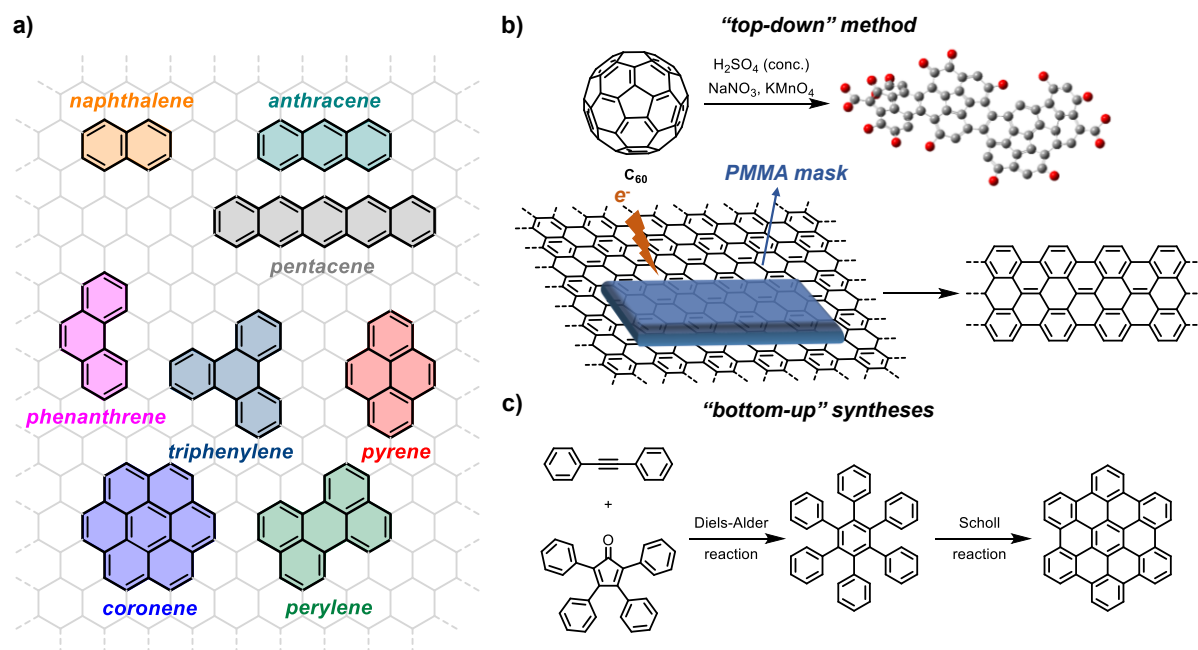 a)
naphthalene
anthracene
pentacene
phenanthrene
triphenylene
pyrene
coronene
perylene
b)
“top-down” method
C60
H2SO4 (conc.)
NaNO3, KMnO4
e-
PMMA mask
c)
“bottom-up” syntheses
+
O
Diels-Alder
reaction
Scholl
reaction